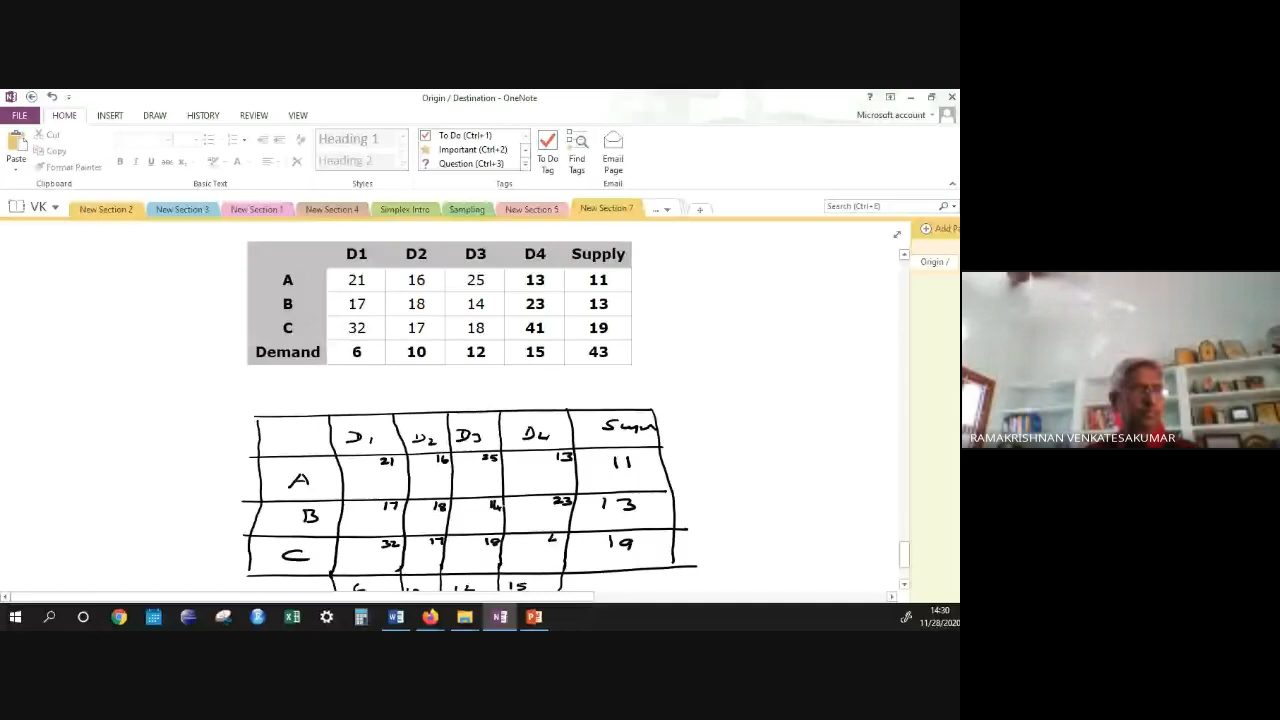 Origin / Destination - OneNote
FILE HOME INSERT DRAW HISTORY REVIEW VIEW Microsoft account
Paste
Cut
Copy
Format Painter
Clipboard
B I U abc X₂ A
Basic Text
Heading 1
Heading 2
Styles
To Do (Ctrl+1)
Important (Ctrl+2)
Question (Ctrl+3)
To Do Tag
Find Tags
Tags
Email Page
Email
VK New Section 2 New Section 3 New Section 1 New Section 4 Simplex Intro Sampling New Section 5 New Section 7 ... Search (Ctrl+E)
Add Pa
Origin /
D1 D2 D3 D4 Supply
A 21 16 25 13 11
B 17 18 14 23 13
C 32 17 18 41 19
Demand 6 10 12 15 43
D1 D2 D3 D4
21 16 25 13
A 11
17 18 14 23
B 13
32 17 18
C 19
15
RAMAKRISHNAN VENKATESAKUMAR
14:30
11/28/2020